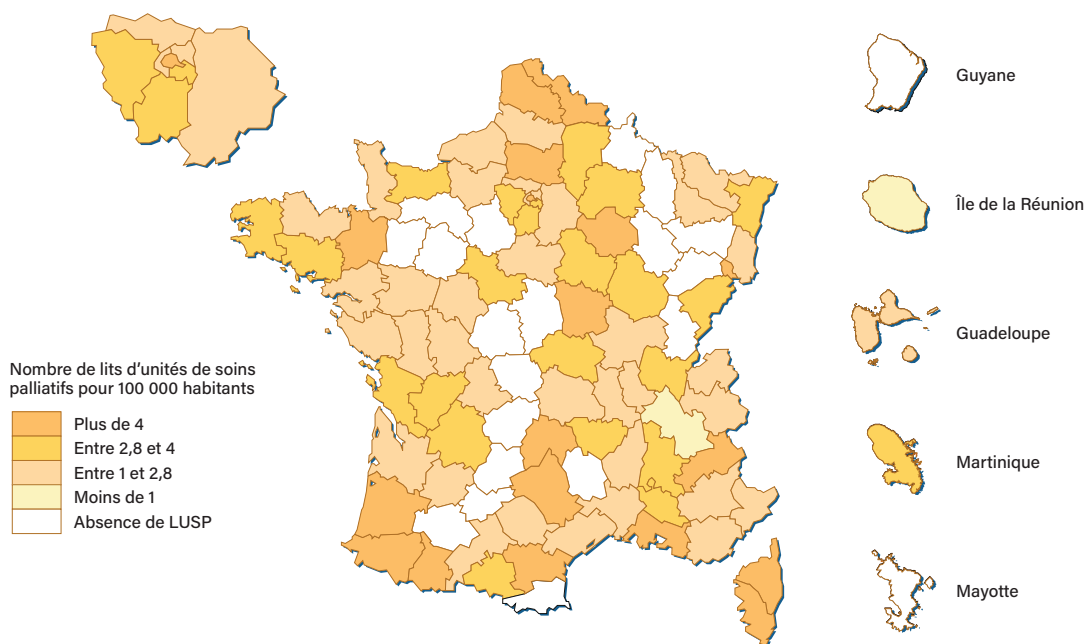 Guyane
Île de la Réunion
Guadeloupe
Martinique
Mayotte
Nombre de lits d'unités de soins
palliatifs pour 100 000 habitants
Plus de 4
Entre 2,8 et 4
Entre 1 et 2,8
Moins de 1
Absence de LUSP